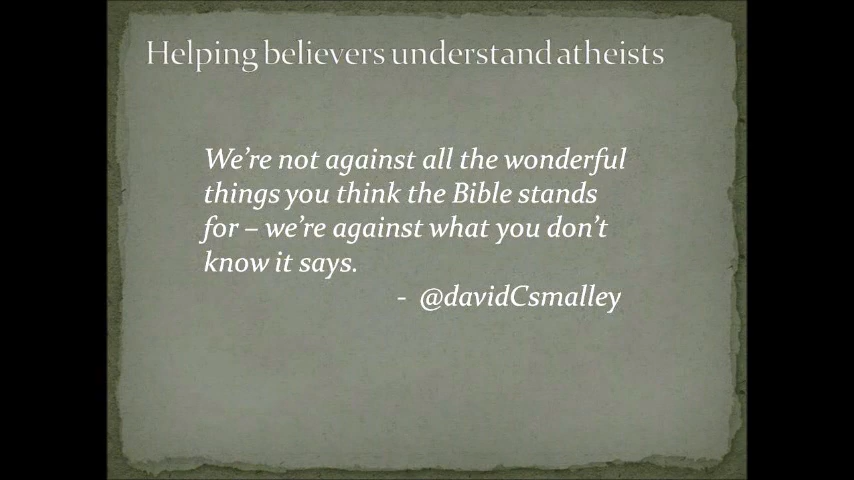 Helping believers understand atheists
We're not against all the wonderful
things you think the Bible stands
for – we're against what you don't
know it says.
- @davidCsmalley